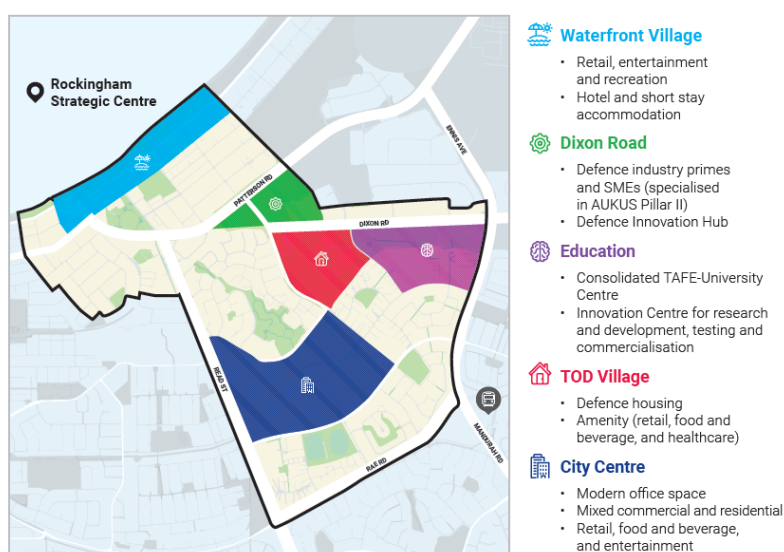 Rockingham
Strategic Centre
PATTERSON RD
ENNIS AVE
DIXON RD
READ ST
MANDURAH RD
RAE RD
Waterfront Village
• Retail, entertainment
and recreation
• Hotel and short stay
accommodation
Dixon Road
• Defence industry primes
and SMEs (specialised
in AUKUS Pillar II)
• Defence Innovation Hub
Education
• Consolidated TAFE-University
Centre
• Innovation Centre for research
and development, testing and
commercialisation
TOD Village
• Defence housing
• Amenity (retail, food and
beverage, and healthcare)
City Centre
• Modern office space
• Mixed commercial and residential
• Retail, food and beverage,
and entertainment